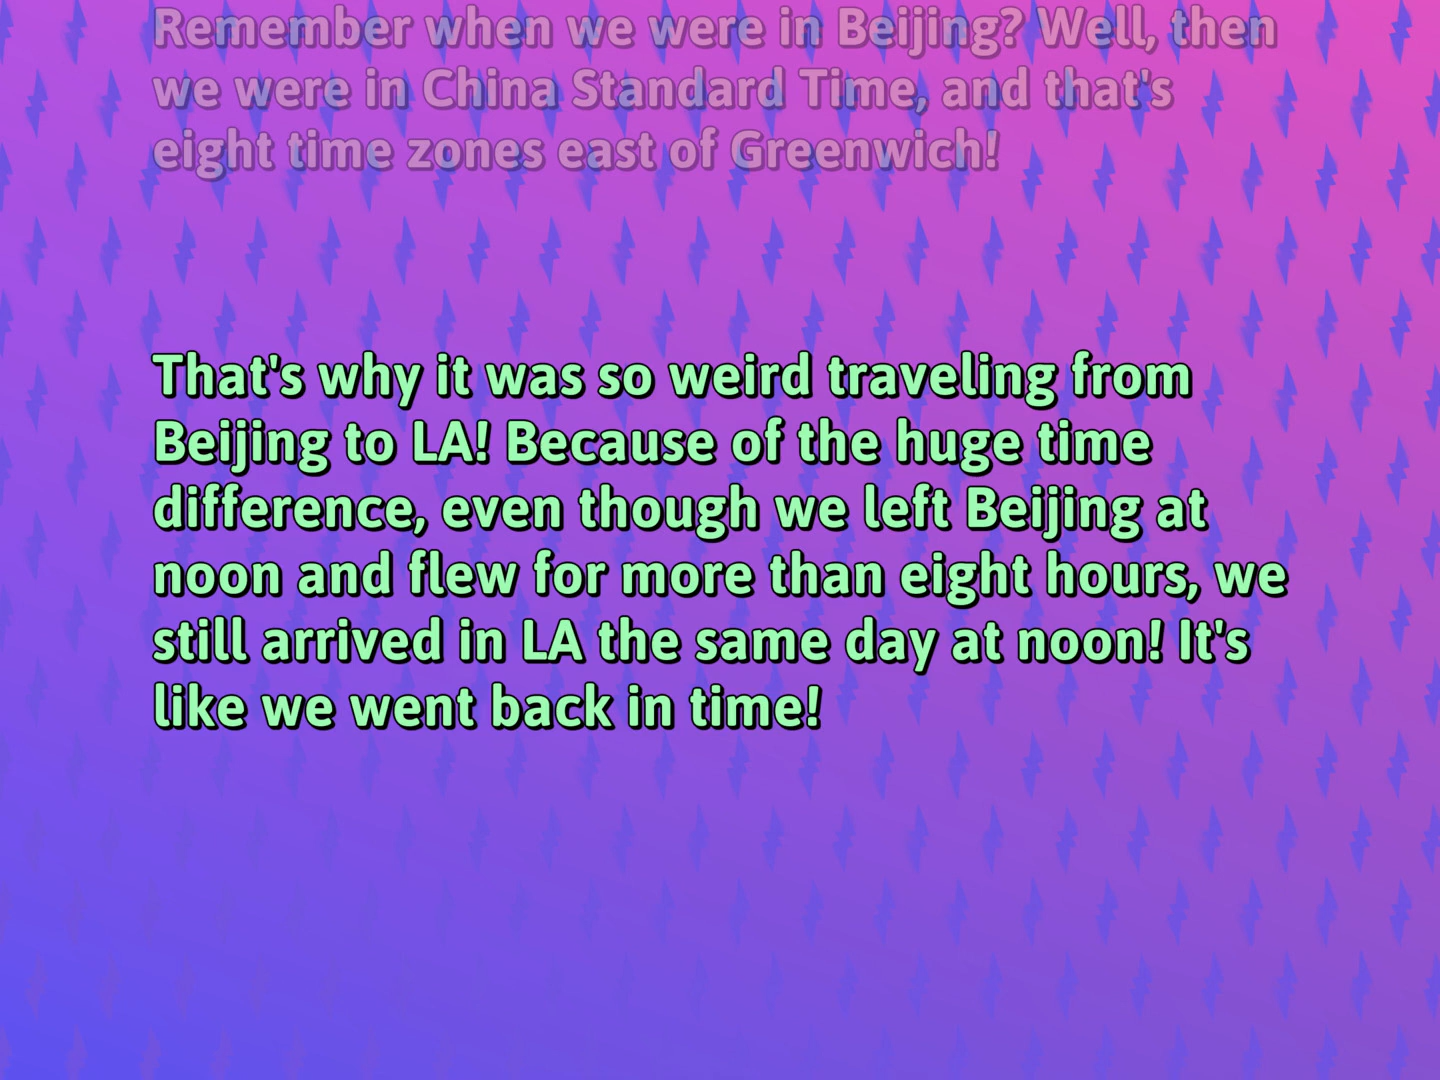 Remember when we were in Beijing? Well, then
we were in China Standard Time, and that's
eight time zones east of Greenwich!
That's why it was so weird traveling from
Beijing to LA! Because of the huge time
difference, even though we left Beijing at
noon and flew for more than eight hours, we
still arrived in LA the same day at noon! It's
like we went back in time!